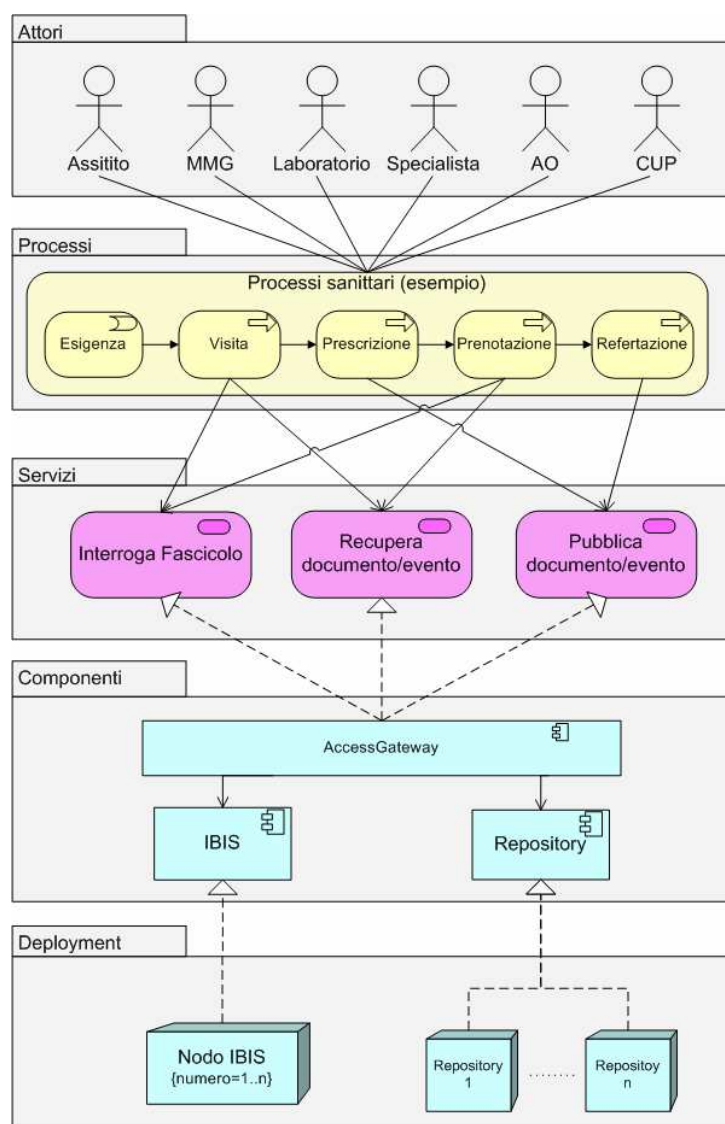 Attori
Assitito MMG Laboratorio Specialista AO CUP
Processi
Processi sanittari (esempio)
Esigenza Visita Prescrizione Prenotazione Refertazione
Servizi
Interroga Fascicolo
Recupera
documento/evento
Pubblica
documento/evento
Componenti
AccessGateway
IBIS
Repository
Deployment
Nodo IBIS
{numero=1..n}
Repository
1
........
Repositoy
n